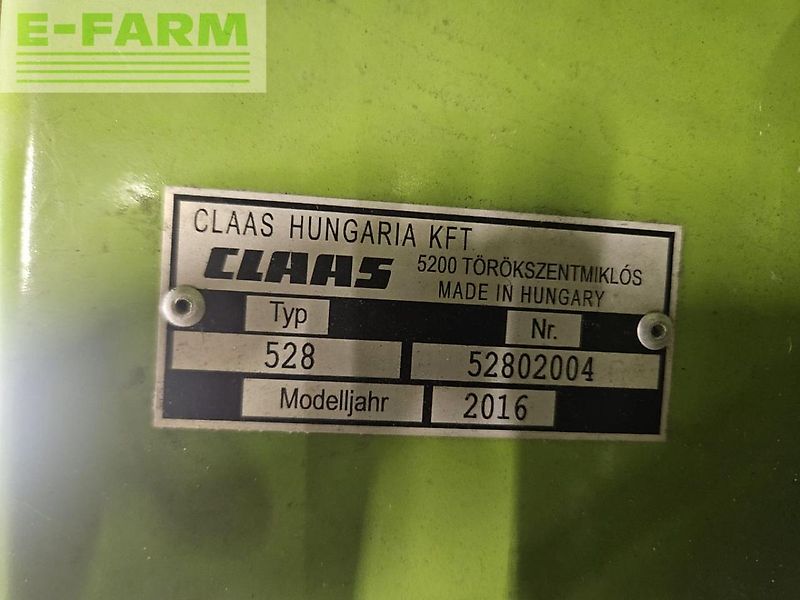 E-FARM
CLAAS HUNGARIA KFT.
CLAAS 5200 TÖRÖKSZENTMIKLÓS
MADE IN HUNGARY
Typ Nr.
528 52802004
Modelljahr 2016